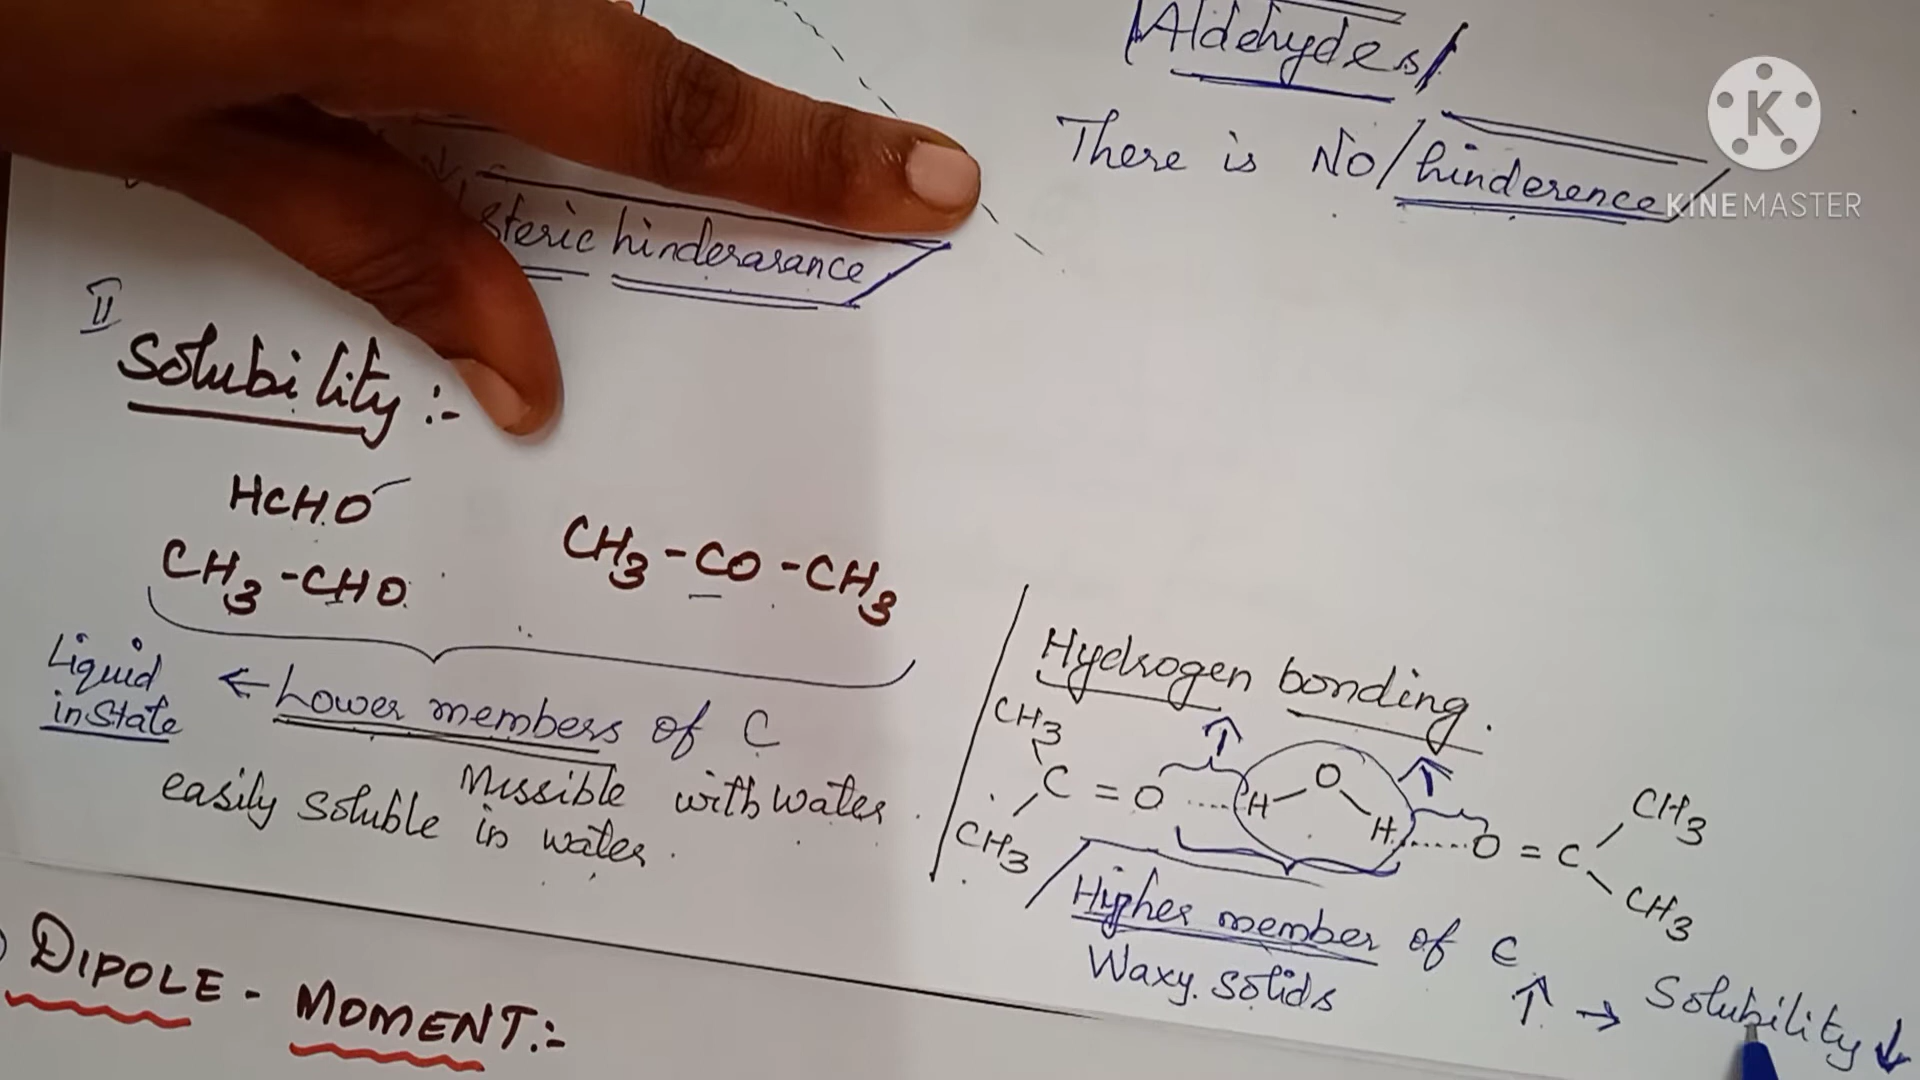 Aldehydes
There is No hinderence
K
KINEMASTER
steric hinderarance
II
Solubility :-
HCHO
CH3 - CHO
CH3 - CO - CH3
Liquid
in State
← Lower members of C
Missible with water.
easily soluble in water.
Hydrogen bonding.
CH3
CH3
C = O ...... H O H ...... O = C
CH3
CH3
Higher member of C ↑ → Solubility ↓
Waxy. Solids
DIPOLE - MOMENT :-